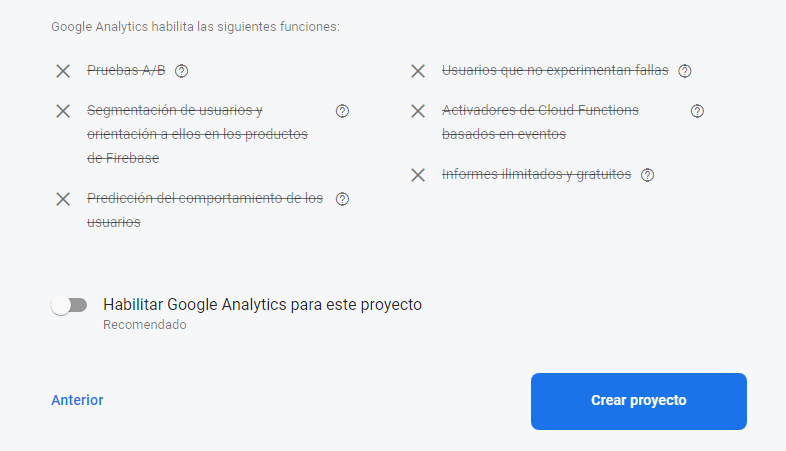 Google Analytics habilita las siguientes funciones:
Pruebas A/B
Segmentación de usuarios y
orientación a ellos en los productos
de Firebase
Predicción del comportamiento de los
usuarios
Usuarios que no experimentan fallas
Activadores de Cloud Functions
basados en eventos
Informes ilimitados y gratuitos
Habilitar Google Analytics para este proyecto
Recomendado
Anterior
Crear proyecto